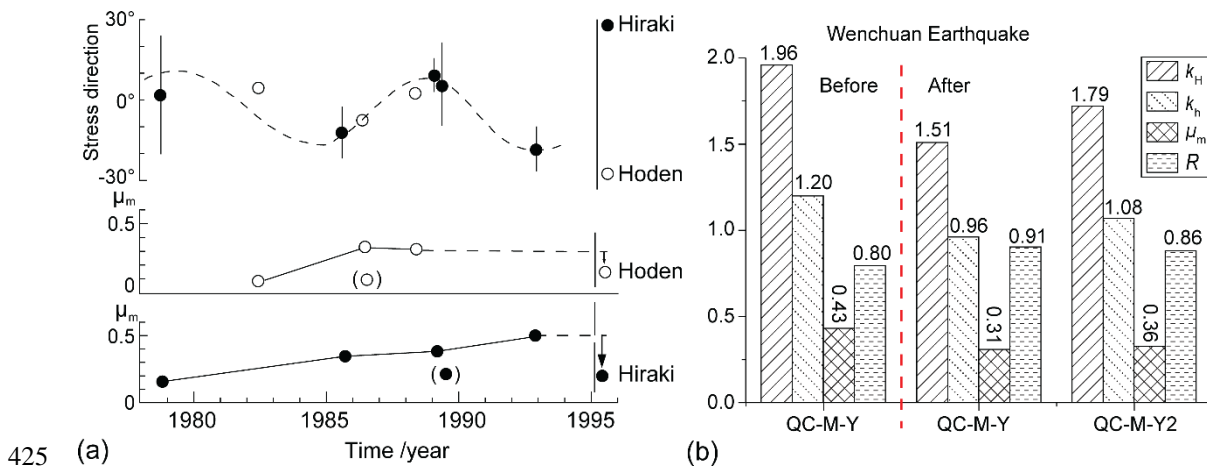 30°
0°
-30°
Stress direction
Hiraki
Hoden
μm
0.5
0
Hoden
0.5
0
Hiraki
1980
1985
1990
1995
Time /year
425
(a)
Wenchuan Earthquake
Before
After
2.0
1.5
1.0
0.5
0.0
1.96
1.20
0.43
0.80
1.51
0.96
0.31
0.91
1.79
1.08
0.36
0.86
kH
kh
μm
R
QC-M-Y
QC-M-Y
QC-M-Y2
(b)